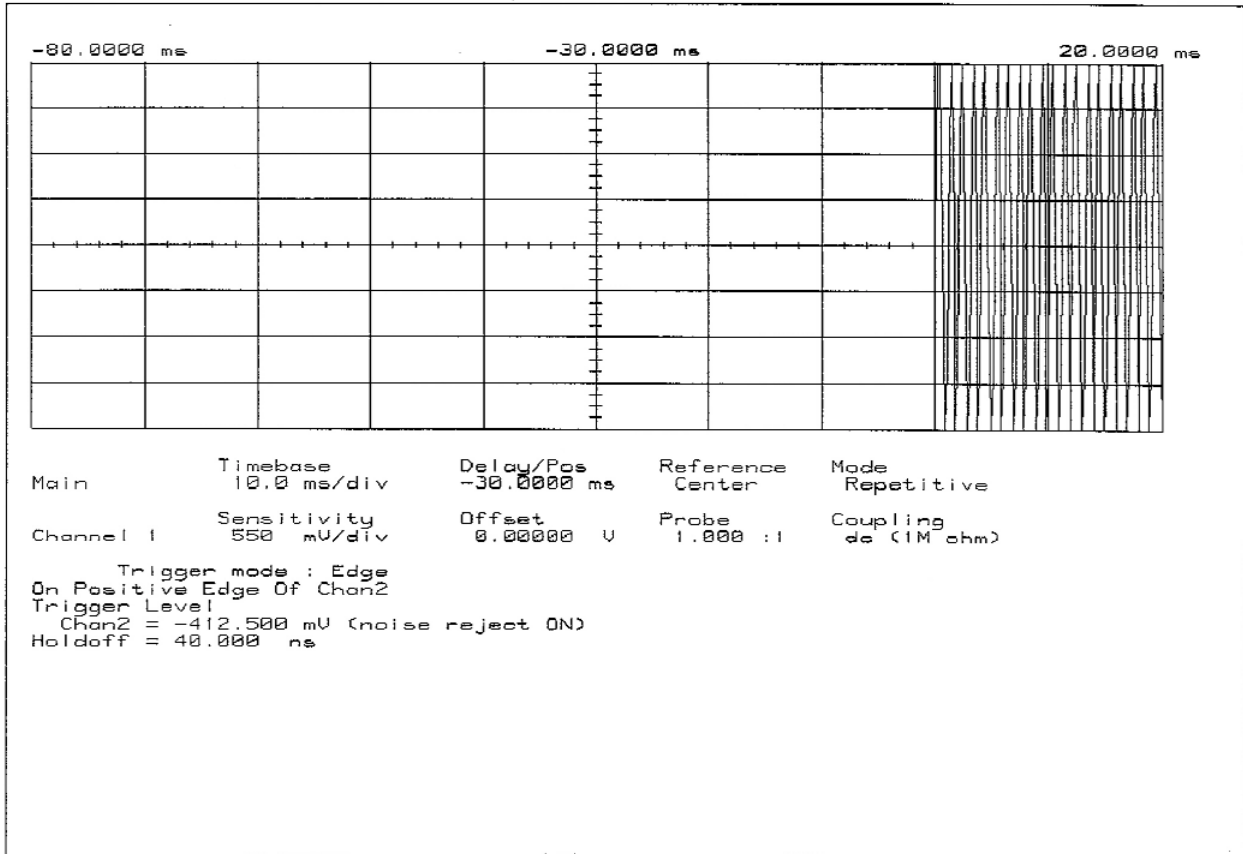 -80.0000 ms -30.0000 ms 20.0000 ms
Timebase Delay/Pos Reference Mode
Main 10.0 ms/div -30.0000 ms Center Repetitive
Sensitivity Offset Probe Coupling
Channel 1 550 mV/div 0.00000 V 1.000 :1 dc (1M ohm)
Trigger mode : Edge
On Positive Edge Of Chan2
Trigger Level
Chan2 = -412.500 mV (noise reject ON)
Holdoff = 40.000 ns